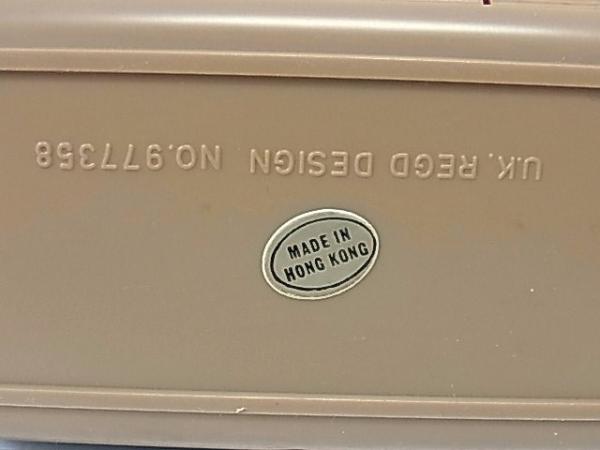 U.K. REGD DESIGN NO.977358
MADE IN
HONG KONG